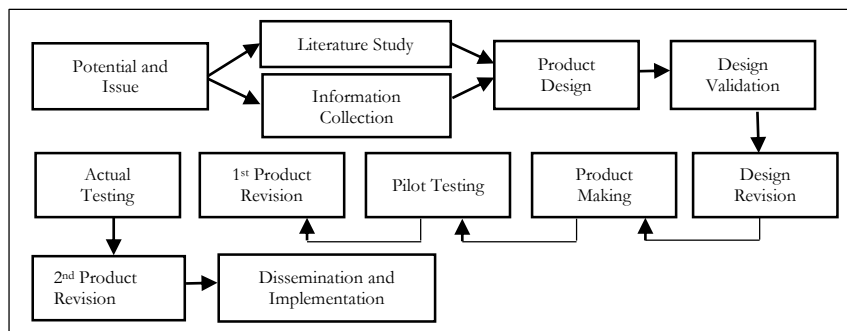 Literature Study
Potential and
Issue
Information
Collection
Product
Design
Design
Validation
Actual
Testing
1st Product
Revision
Pilot Testing
Product
Making
Design
Revision
2nd Product
Revision
Dissemination and
Implementation